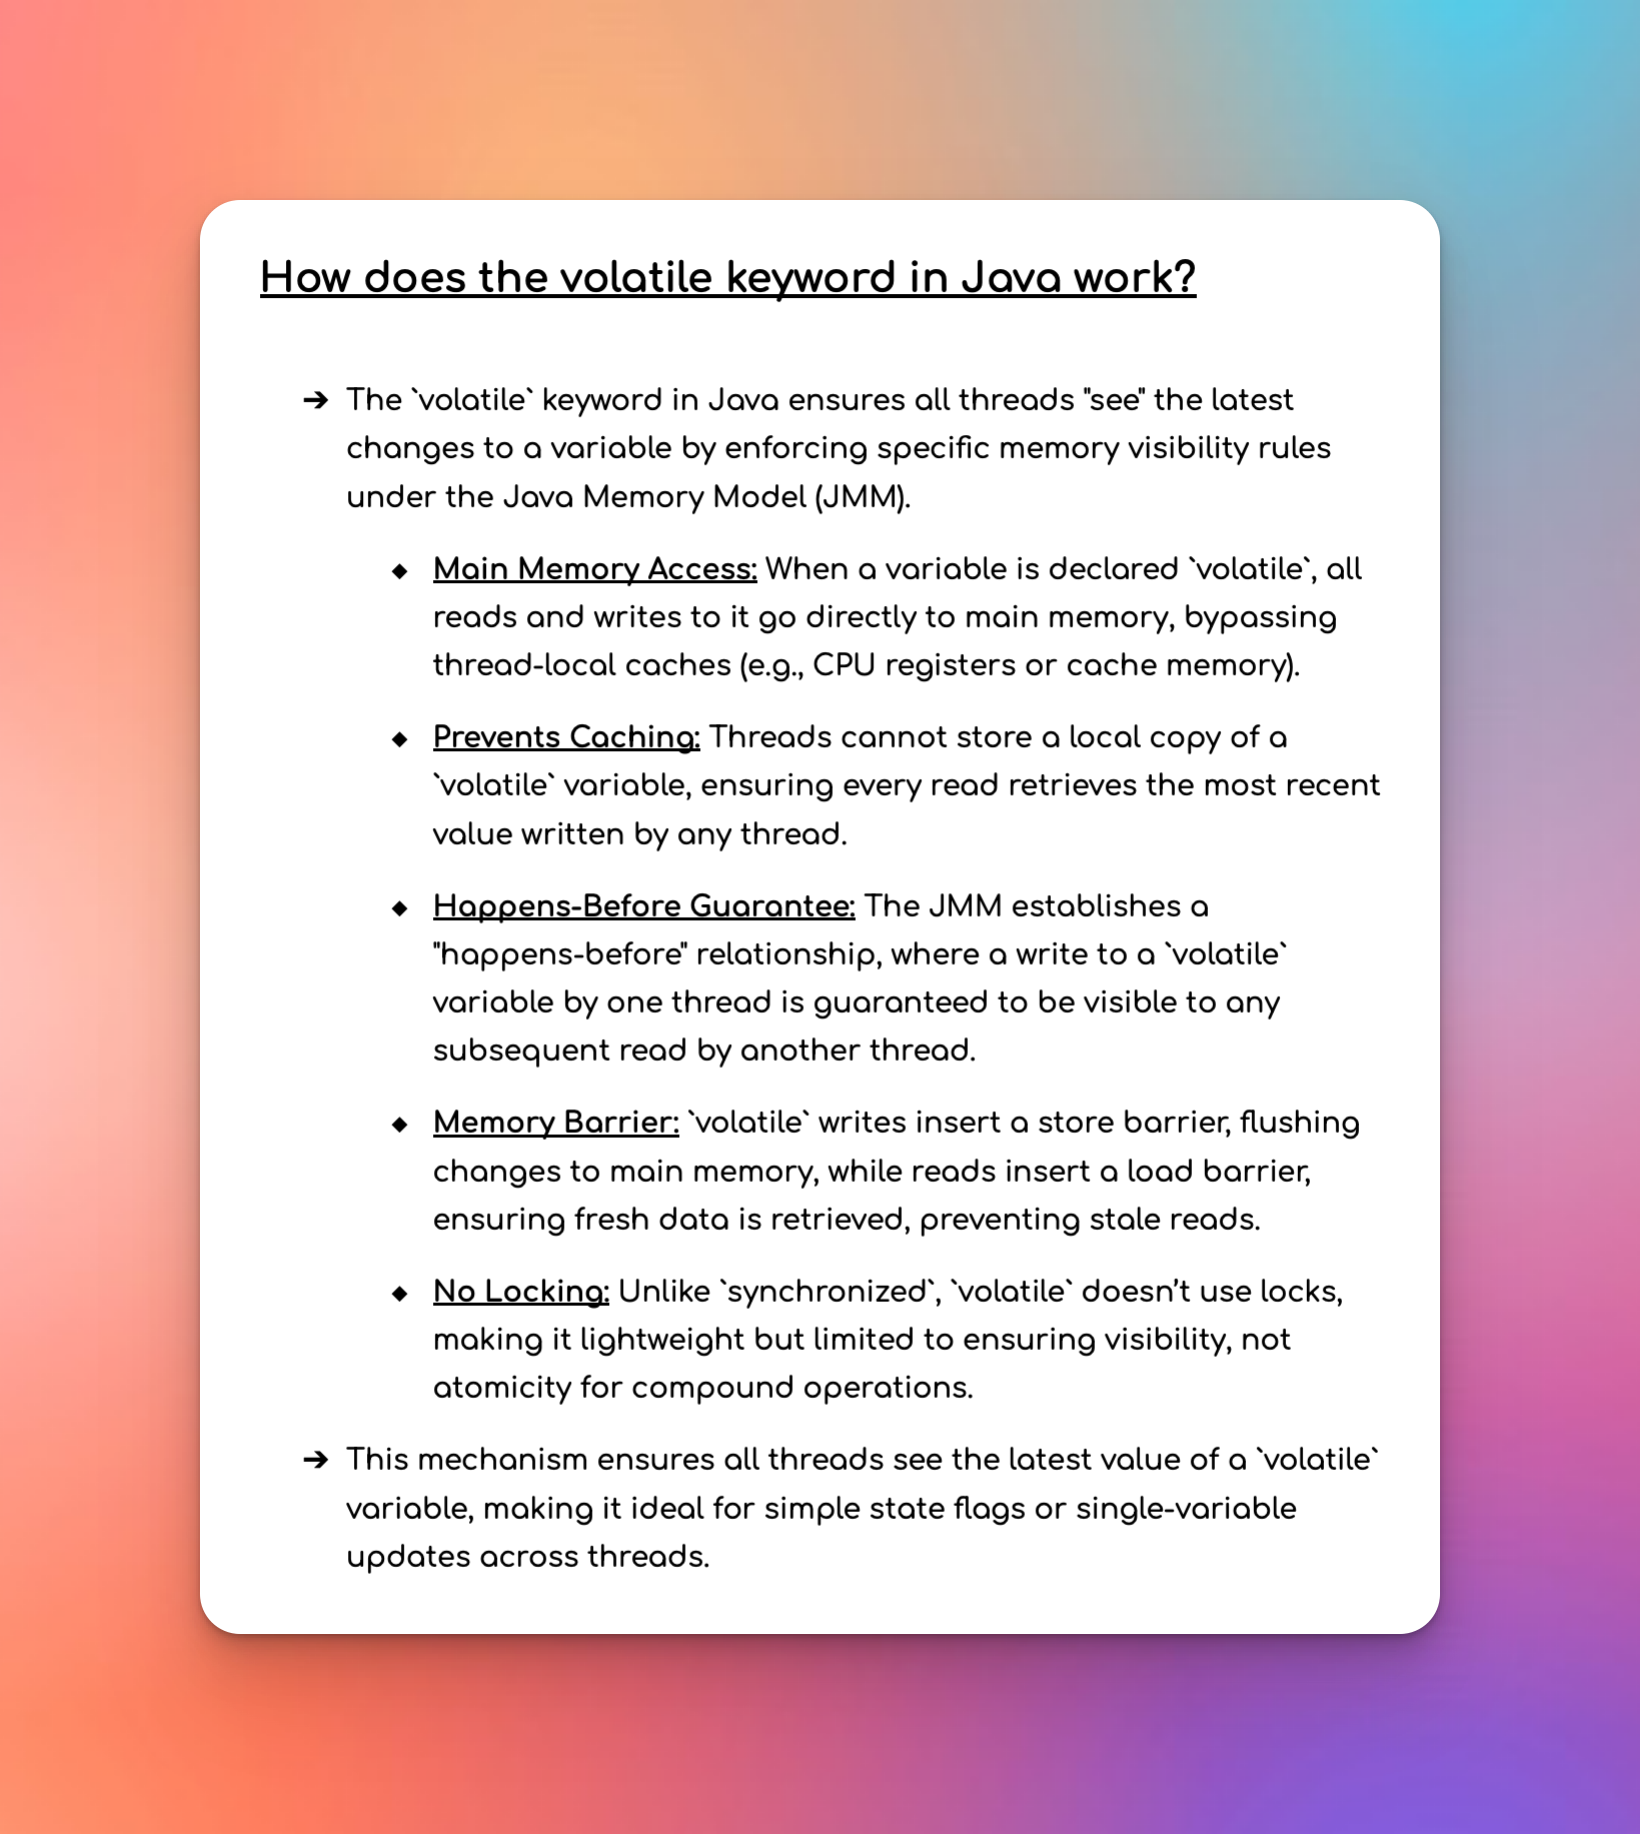 How does the volatile keyword in Java work?
➔ The `volatile` keyword in Java ensures all threads "see" the latest
changes to a variable by enforcing specific memory visibility rules
under the Java Memory Model (JMM).
◆ Main Memory Access: When a variable is declared `volatile`, all
reads and writes to it go directly to main memory, bypassing
thread-local caches (e.g., CPU registers or cache memory).
◆ Prevents Caching: Threads cannot store a local copy of a
`volatile` variable, ensuring every read retrieves the most recent
value written by any thread.
◆ Happens-Before Guarantee: The JMM establishes a
"happens-before" relationship, where a write to a `volatile`
variable by one thread is guaranteed to be visible to any
subsequent read by another thread.
◆ Memory Barrier: `volatile` writes insert a store barrier, flushing
changes to main memory, while reads insert a load barrier,
ensuring fresh data is retrieved, preventing stale reads.
◆ No Locking: Unlike `synchronized`, `volatile` doesn’t use locks,
making it lightweight but limited to ensuring visibility, not
atomicity for compound operations.
➔ This mechanism ensures all threads see the latest value of a `volatile`
variable, making it ideal for simple state flags or single-variable
updates across threads.